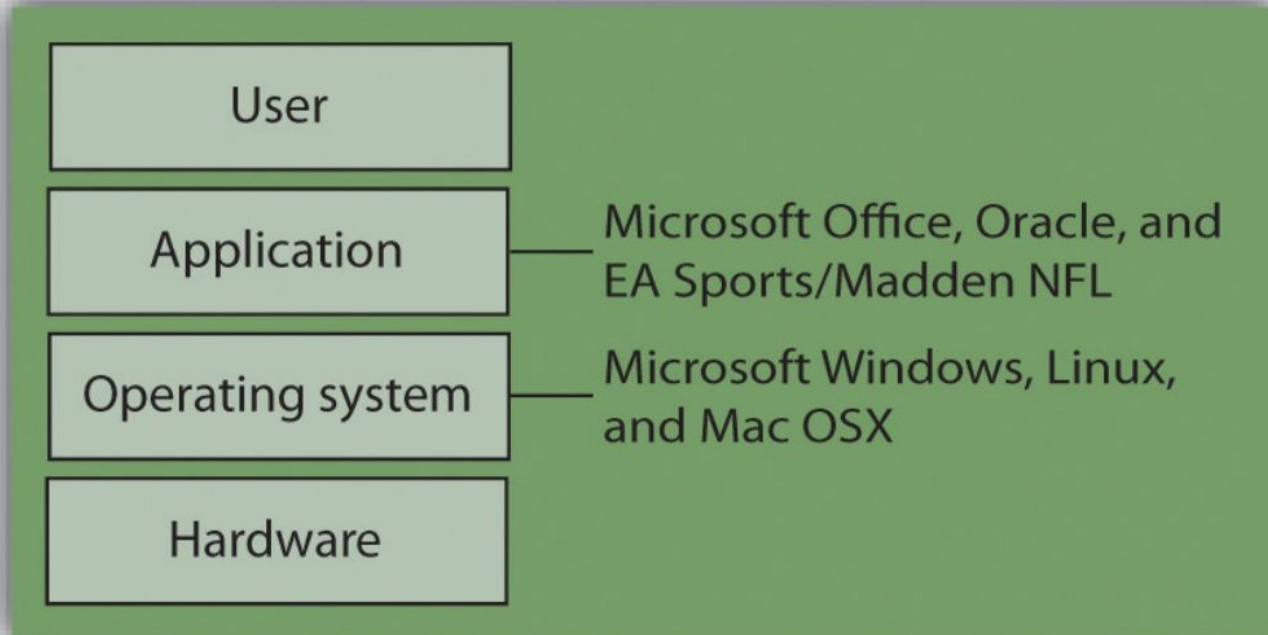 User
Application
Microsoft Office, Oracle, and
EA Sports/Madden NFL
Operating system
Microsoft Windows, Linux,
and Mac OSX
Hardware